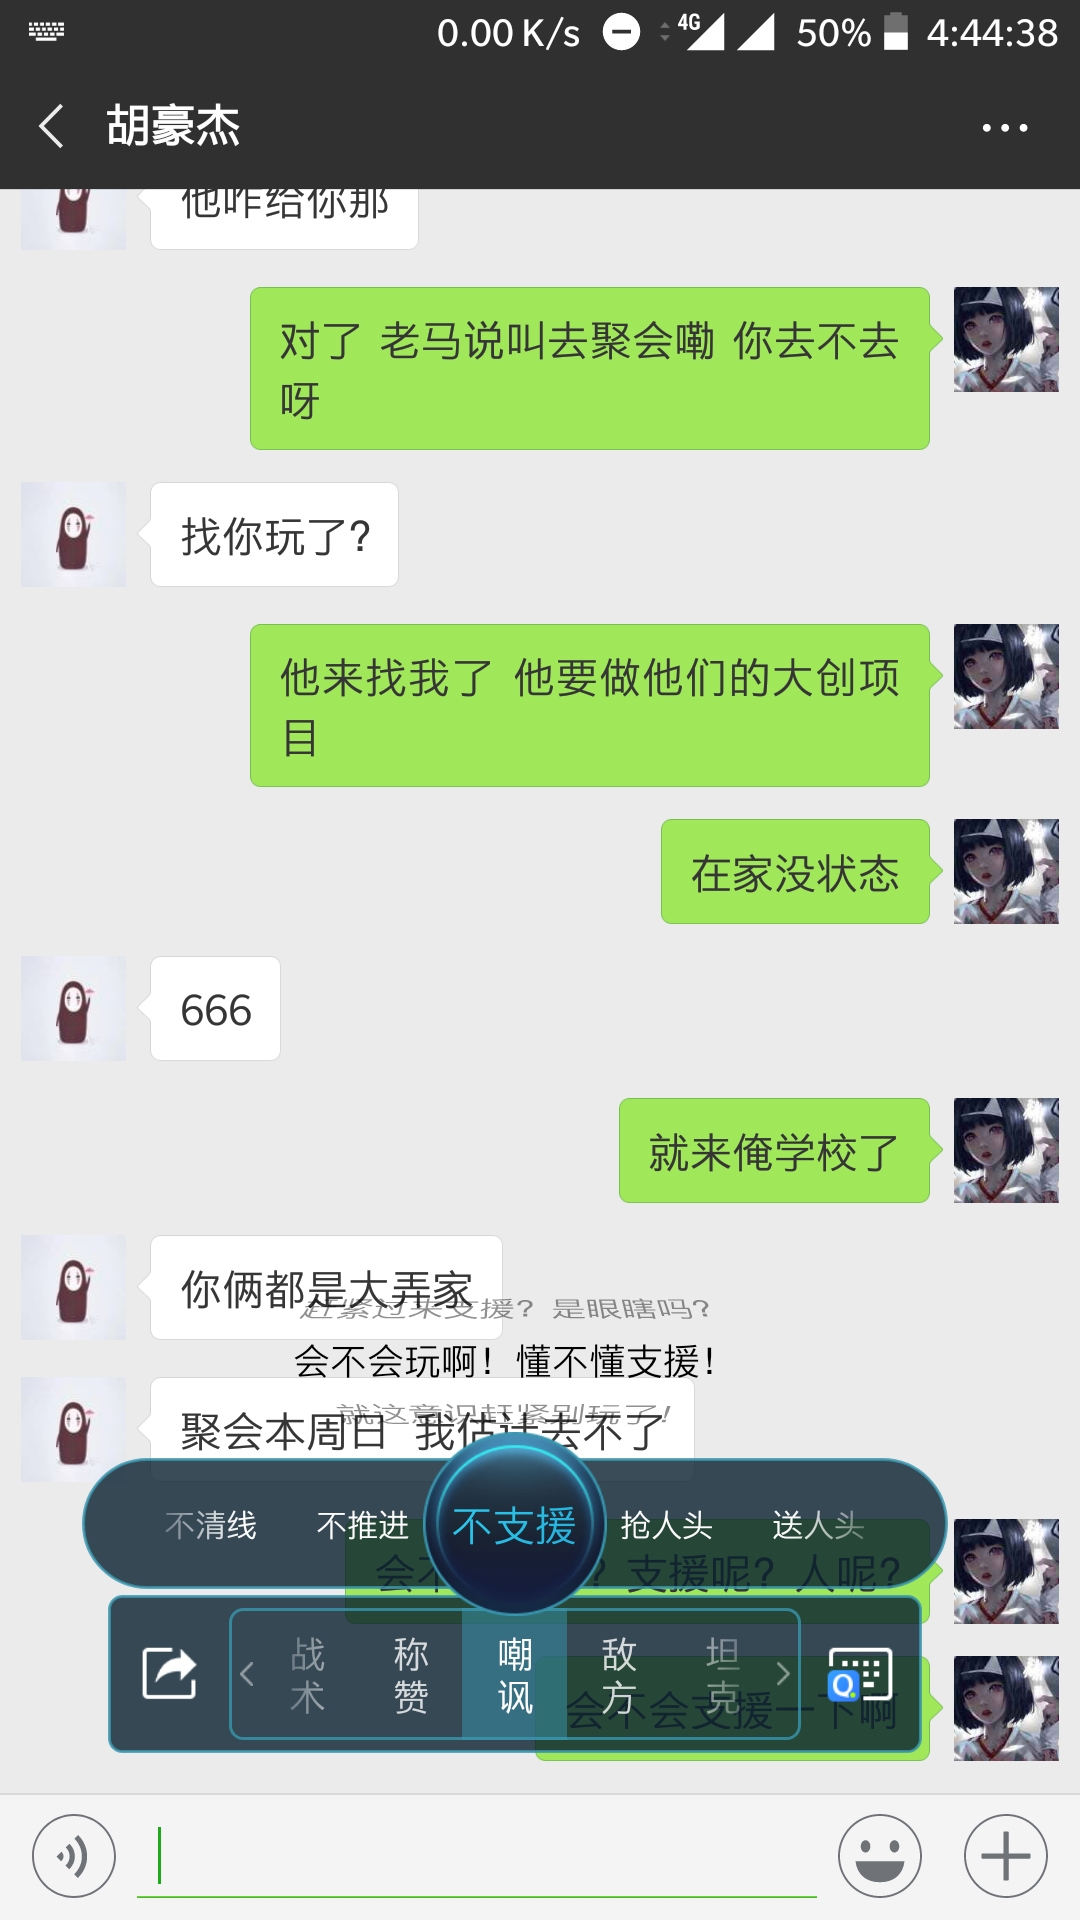 0.00 K/s 4G 50% 4:44:38
胡豪杰
他咋给你那
对了 老马说叫去聚会嘞 你去不去
呀
找你玩了?
他来找我了 他要做他们的大创项
目
在家没状态
666
就来俺学校了
你俩都是大弄家
赶紧过来支援？是眼瞎吗？
会不会玩啊！懂不懂支援！
就这意识赶紧别玩了！
聚会本周日 我估计去不了
不清线 不推进 不支援 抢人头 送人头
会不 ？支援呢？人呢？
战术 称赞 嘲讽 敌方 坦克
会不会支援一下啊